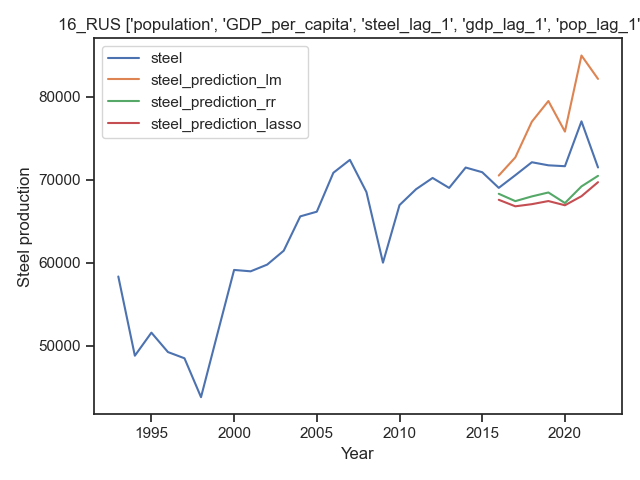 16_RUS ['population', 'GDP_per_capita', 'steel_lag_1', 'gdp_lag_1', 'pop_lag_1'
steel
steel_prediction_lm
steel_prediction_rr
steel_prediction_lasso
80000
70000
60000
50000
Steel production
1995
2000
2005
2010
2015
2020
Year